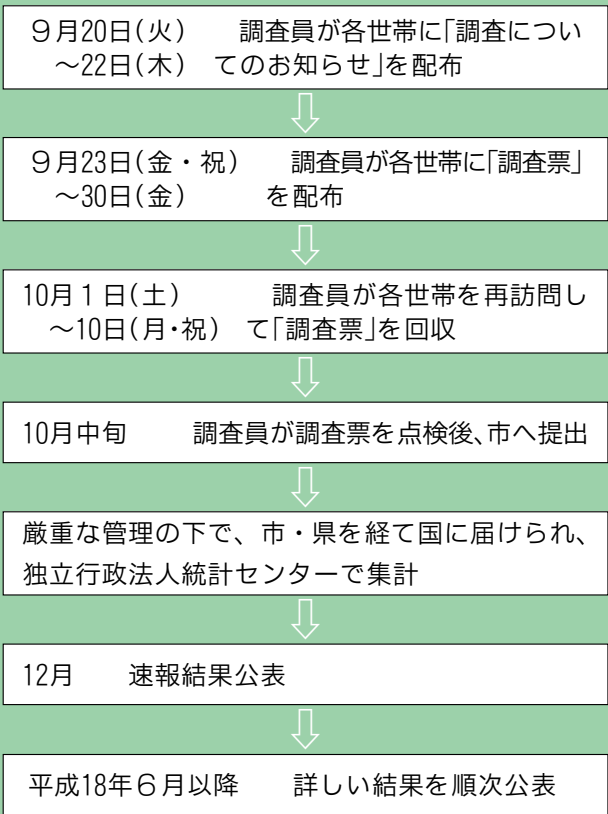 ９月20日(火)　　調査員が各世帯に｢調査につい
～22日(木)　てのお知らせ｣を配布
９月23日(金・祝)　　調査員が各世帯に｢調査票｣
～30日(金)　　　を配布
10月１日(土)　　　調査員が各世帯を再訪問し
～10日(月･祝)　て｢調査票｣を回収
10月中旬　　　調査員が調査票を点検後､市へ提出
厳重な管理の下で、市・県を経て国に届けられ、
独立行政法人統計センターで集計
12月　　速報結果公表
平成18年６月以降　　詳しい結果を順次公表